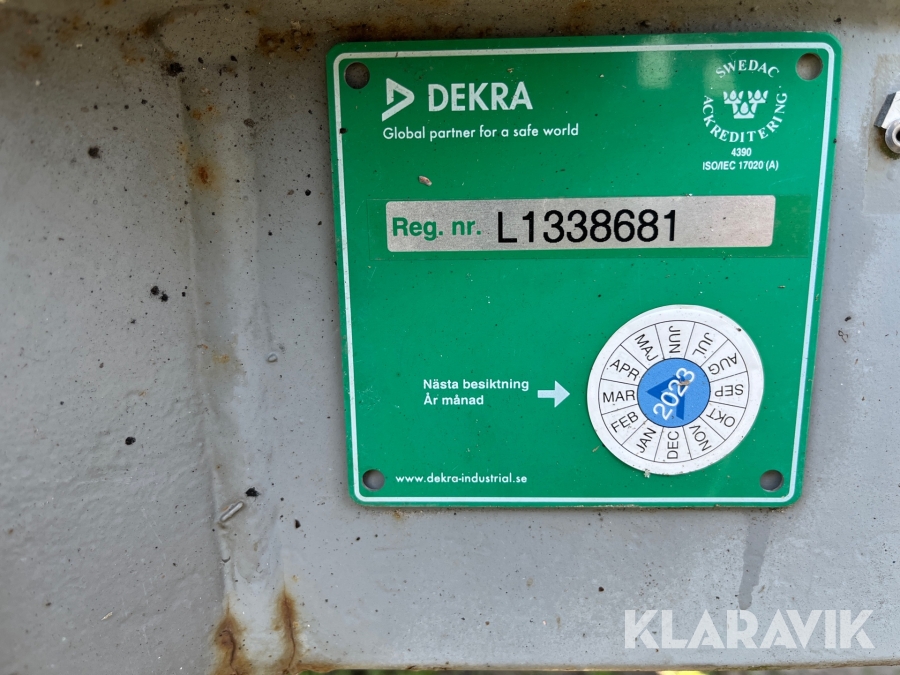 DEKRA
Global partner for a safe world
SWEDAC
ACKREDITERING
4390
ISO/IEC 17020 (A)
Reg. nr. L1338681
Nästa besiktning
År månad
JAN
FEB
MAR
APR
MAJ
JUN
JUL
AUG
SEP
OKT
NOV
DEC
2023
www.dekra-industrial.se
KLARAVIK